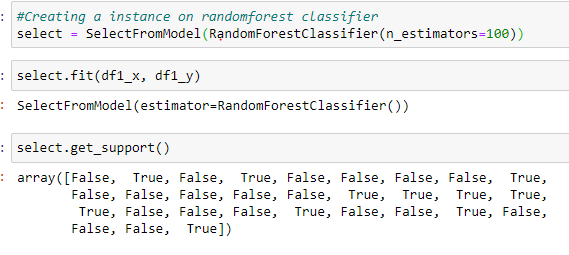 : #Creating a instance on randomforest classifier
select = SelectFromModel(RandomForestClassifier(n_estimators=100))
: select.fit(df1_x, df1_y)
: SelectFromModel(estimator=RandomForestClassifier())
: select.get_support()
: array([False,  True, False,  True, False, False, False, False,  True,
False, False, False, False, False,  True,  True,  True,  True,
True, False, False, False,  True, False, False,  True, False,
False, False,  True])